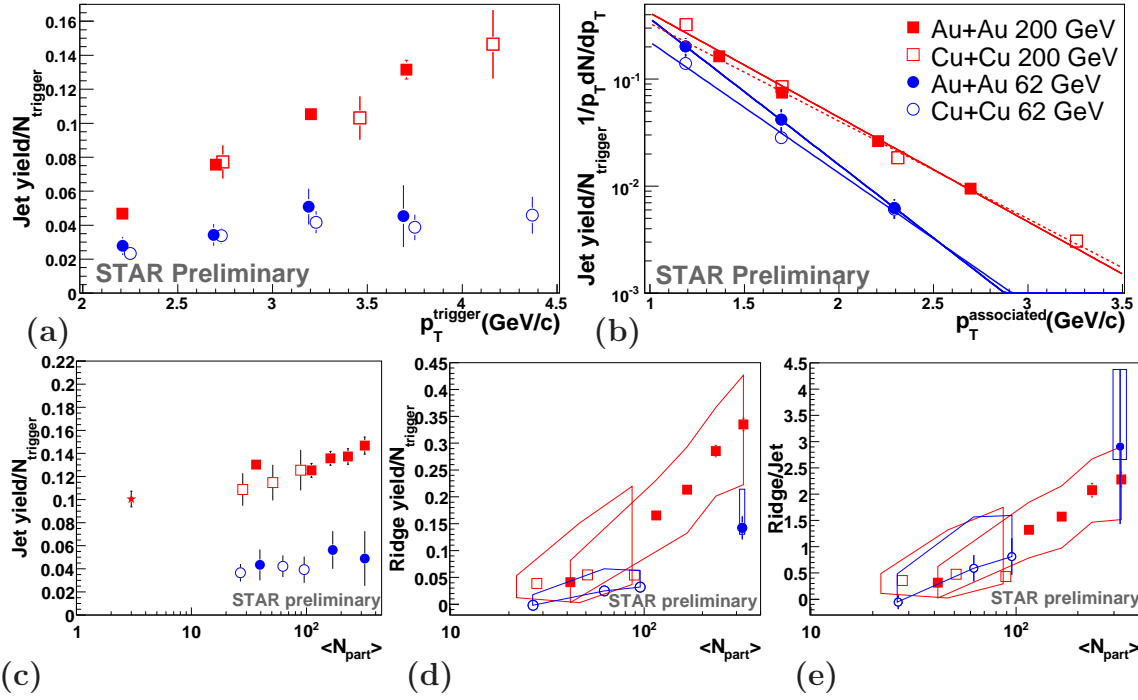 Jet yield/N_trigger
0.16
0.14
0.12
0.1
0.08
0.06
0.04
0.02
0
STAR Preliminary
2 2.5 3 3.5 4 4.5
(a) p_T^trigger(GeV/c)
Jet yield/N_trigger 1/p_T dN/dp_T
10^-1
10^-2
10^-3
Au+Au 200 GeV
Cu+Cu 200 GeV
Au+Au 62 GeV
Cu+Cu 62 GeV
STAR Preliminary
1 1.5 2 2.5 3 3.5
(b) p_T^associated(GeV/c)
Jet yield/N_trigger
0.22
0.2
0.18
0.16
0.14
0.12
0.1
0.08
0.06
0.04
0.02
0
STAR preliminary
1 10 10^2
(c) <N_part>
Ridge yield/N_trigger
0.45
0.4
0.35
0.3
0.25
0.2
0.15
0.1
0.05
0
STAR preliminary
10 10^2
(d) <N_part>
Ridge/Jet
4.5
4
3.5
3
2.5
2
1.5
1
0.5
0
STAR preliminary
10 10^2
(e) <N_part>